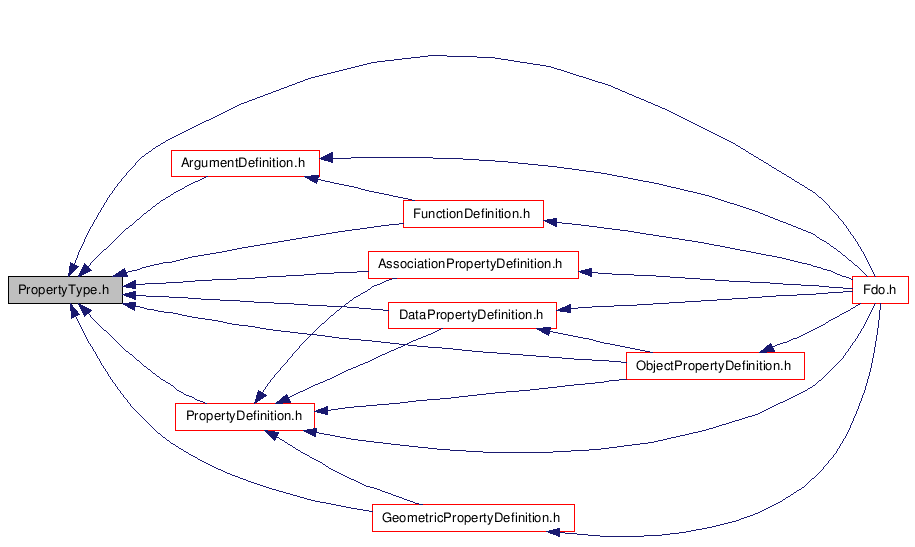 ArgumentDefinition.h
FunctionDefinition.h
AssociationPropertyDefinition.h
PropertyType.h
Fdo.h
DataPropertyDefinition.h
ObjectPropertyDefinition.h
PropertyDefinition.h
GeometricPropertyDefinition.h